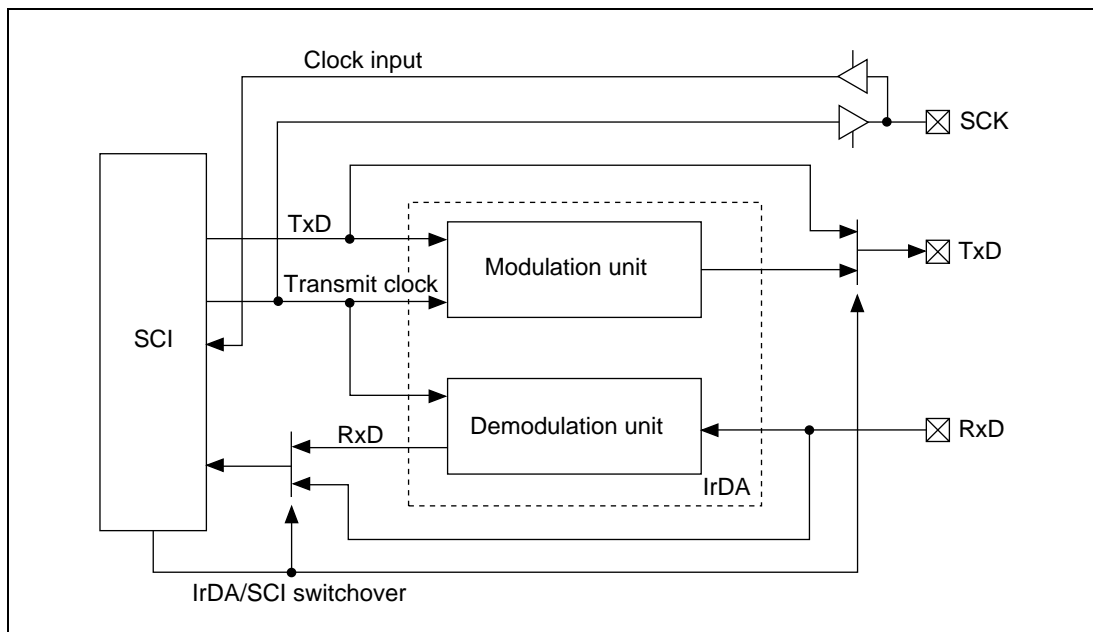 Clock input
SCK
TxD
Modulation unit
TxD
Transmit clock
SCI
Demodulation unit
RxD
RxD
IrDA
IrDA/SCI switchover